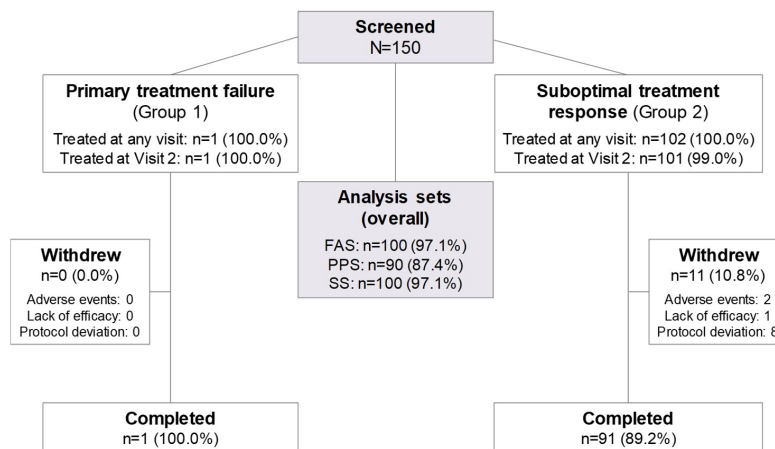 Screened
N=150
Primary treatment failure
(Group 1)
Treated at any visit: n=1 (100.0%)
Treated at Visit 2: n=1 (100.0%)
Suboptimal treatment
response (Group 2)
Treated at any visit: n=102 (100.0%)
Treated at Visit 2: n=101 (99.0%)
Analysis sets
(overall)
FAS: n=100 (97.1%)
PPS: n=90 (87.4%)
SS: n=100 (97.1%)
Withdrew
n=0 (0.0%)
Adverse events: 0
Lack of efficacy: 0
Protocol deviation: 0
Withdrew
n=11 (10.8%)
Adverse events: 2
Lack of efficacy: 1
Protocol deviation: 8
Completed
n=1 (100.0%)
Completed
n=91 (89.2%)